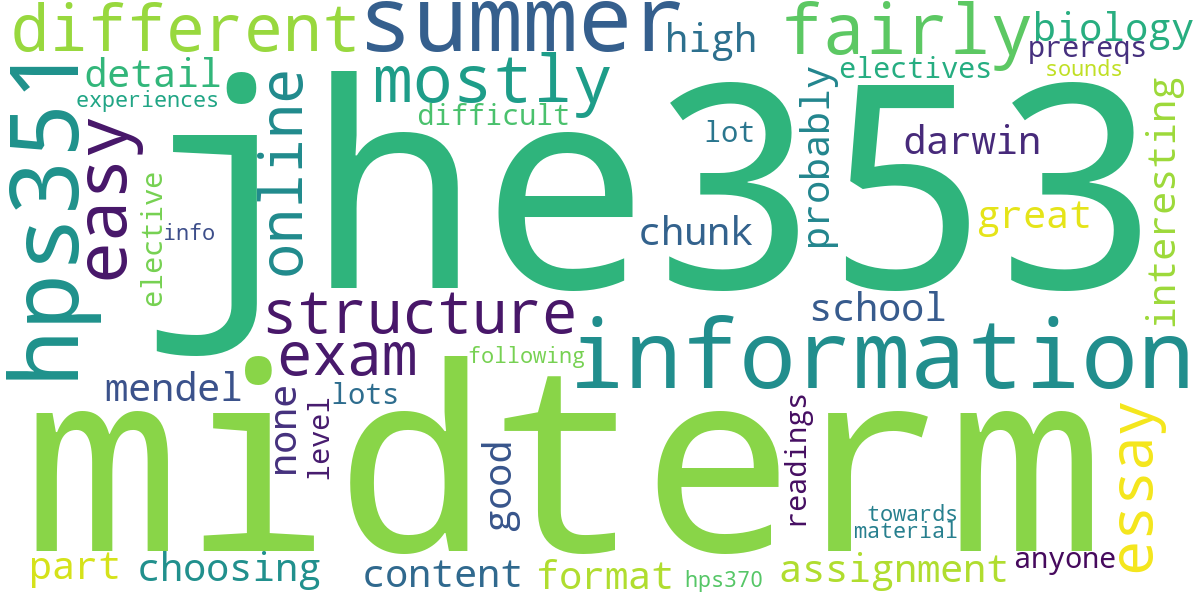 different
summer
high
fairly
biology
prereqs
detail
experiences
mostly
electives
sounds
hps351
easy
online
difficult
lot
probably
darwin
interesting
jhe353
elective
info
chunk
great
structure
school
information
exam
following
mendel
none
level
lots
midterm
good
readings
essay
towards
material
part
choosing
content
format
hps370
assignment
anyone